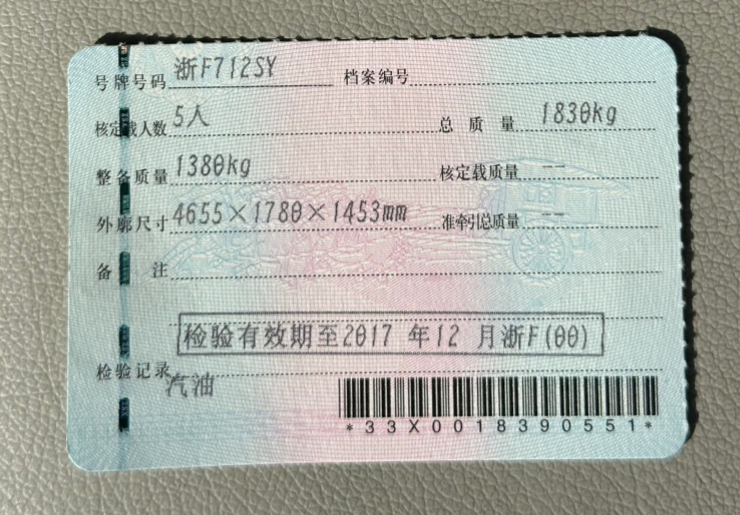 号牌号码 浙F712SY 档案编号
核定载人数 5人 总质量 1830kg
整备质量 1380kg 核定载质量 --
外廓尺寸 4655×1780×1453mm 准牵引总质量 --
备注
检验有效期至2017 年12 月浙F(00)
检验记录 汽油
*33X0018390551*